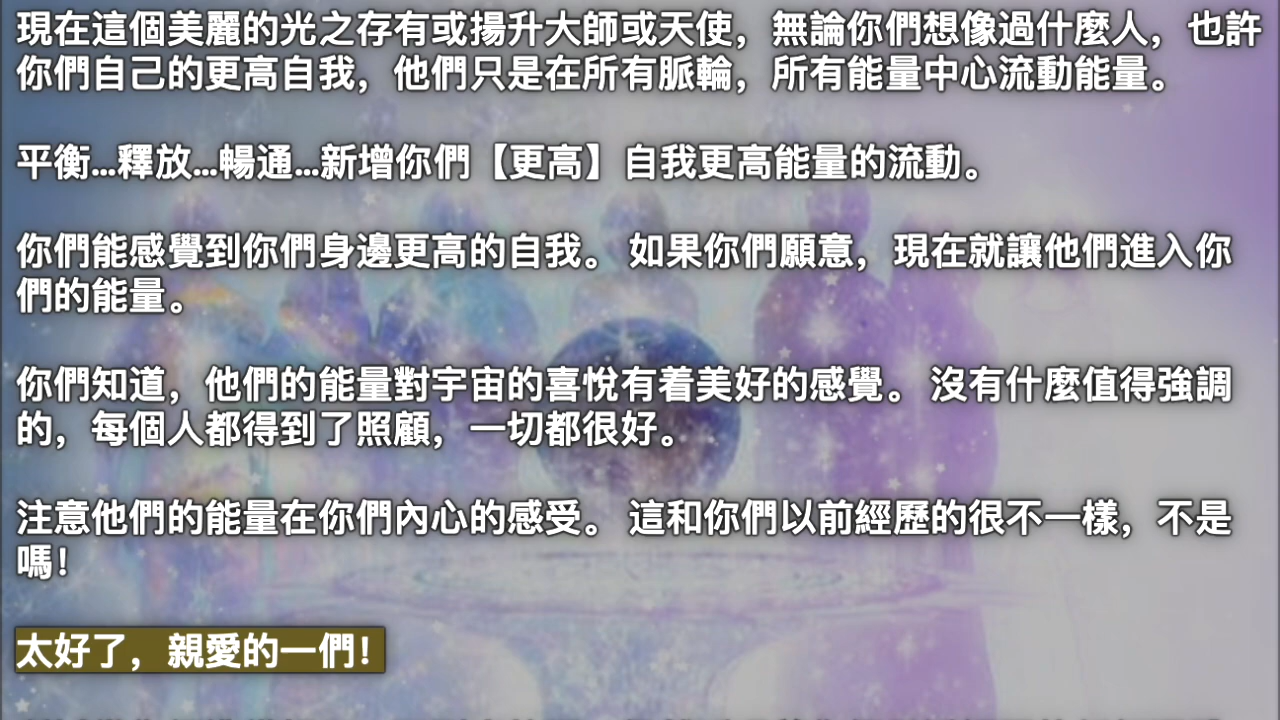 現在這個美麗的光之存有或揚升大師或天使，無論你們想像過什麼人，也許
你們自己的更高自我，他們只是在所有脈輪，所有能量中心流動能量。
平衡...釋放...暢通...新增你們【更高】自我更高能量的流動。
你們能感覺到你們身邊更高的自我。 如果你們願意，現在就讓他們進入你
們的能量。
你們知道，他們的能量對宇宙的喜悅有着美好的感覺。 沒有什麼值得強調
的，每個人都得到了照顧，一切都很好。
注意他們的能量在你們內心的感受。 這和你們以前經歷的很不一樣，不是
嗎！
太好了，親愛的一們！